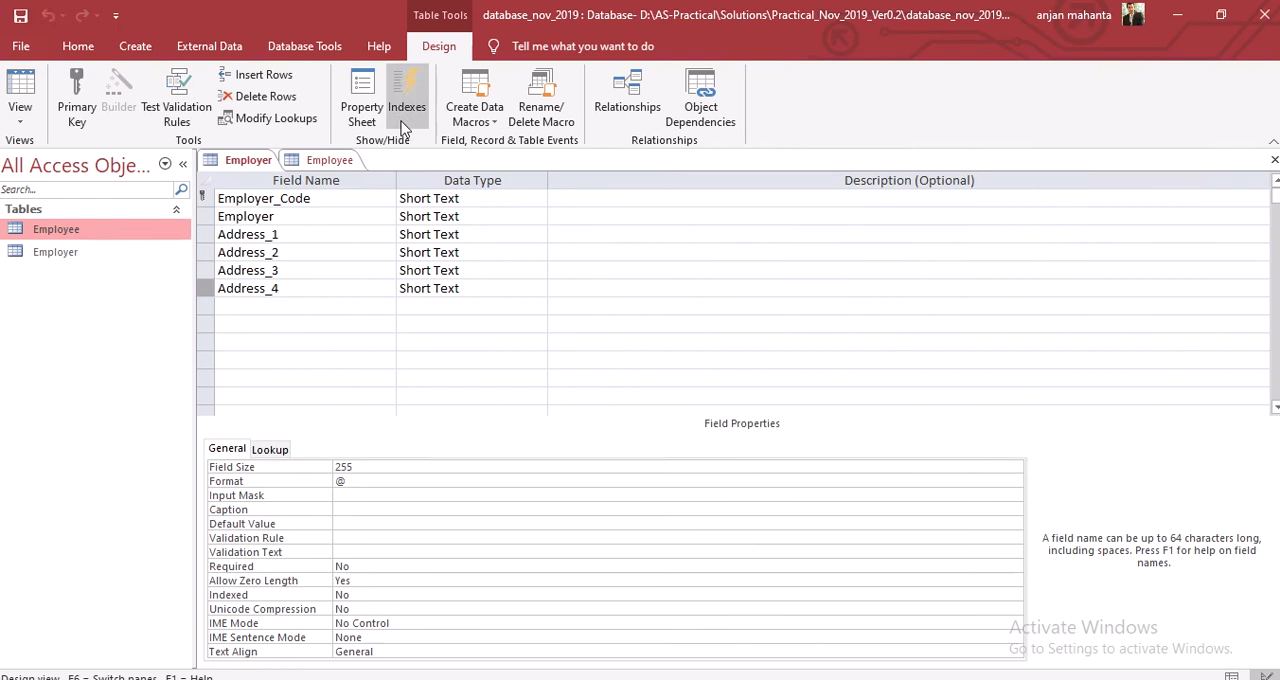 Table Tools
database_nov_2019 : Database- D:\AS-Practical\Solutions\Practical_Nov_2019_Ver0.2\database_nov_2019...
anjan mahanta
File
Home
Create
External Data
Database Tools
Help
Design
Tell me what you want to do
View
Primary Key
Builder
Test Validation Rules
Insert Rows
Delete Rows
Modify Lookups
Property Sheet
Indexes
Create Data Macros
Rename/ Delete Macro
Relationships
Object Dependencies
Views
Tools
Show/Hide
Field, Record & Table Events
Relationships
All Access Obje...
Search...
Tables
Employee
Employer
Employer
Employee
Field Name
Data Type
Description (Optional)
Employer_Code Short Text
Employer Short Text
Address_1 Short Text
Address_2 Short Text
Address_3 Short Text
Address_4 Short Text
Field Properties
General
Lookup
Field Size 255
Format @
Input Mask
Caption
Default Value
Validation Rule
Validation Text
Required No
Allow Zero Length Yes
Indexed No
Unicode Compression No
IME Mode No Control
IME Sentence Mode None
Text Align General
A field name can be up to 64 characters long,
including spaces. Press F1 for help on field
names.
Activate Windows
Go to Settings to activate Windows.
Design view. F6 = Switch panes. F1 = Help.